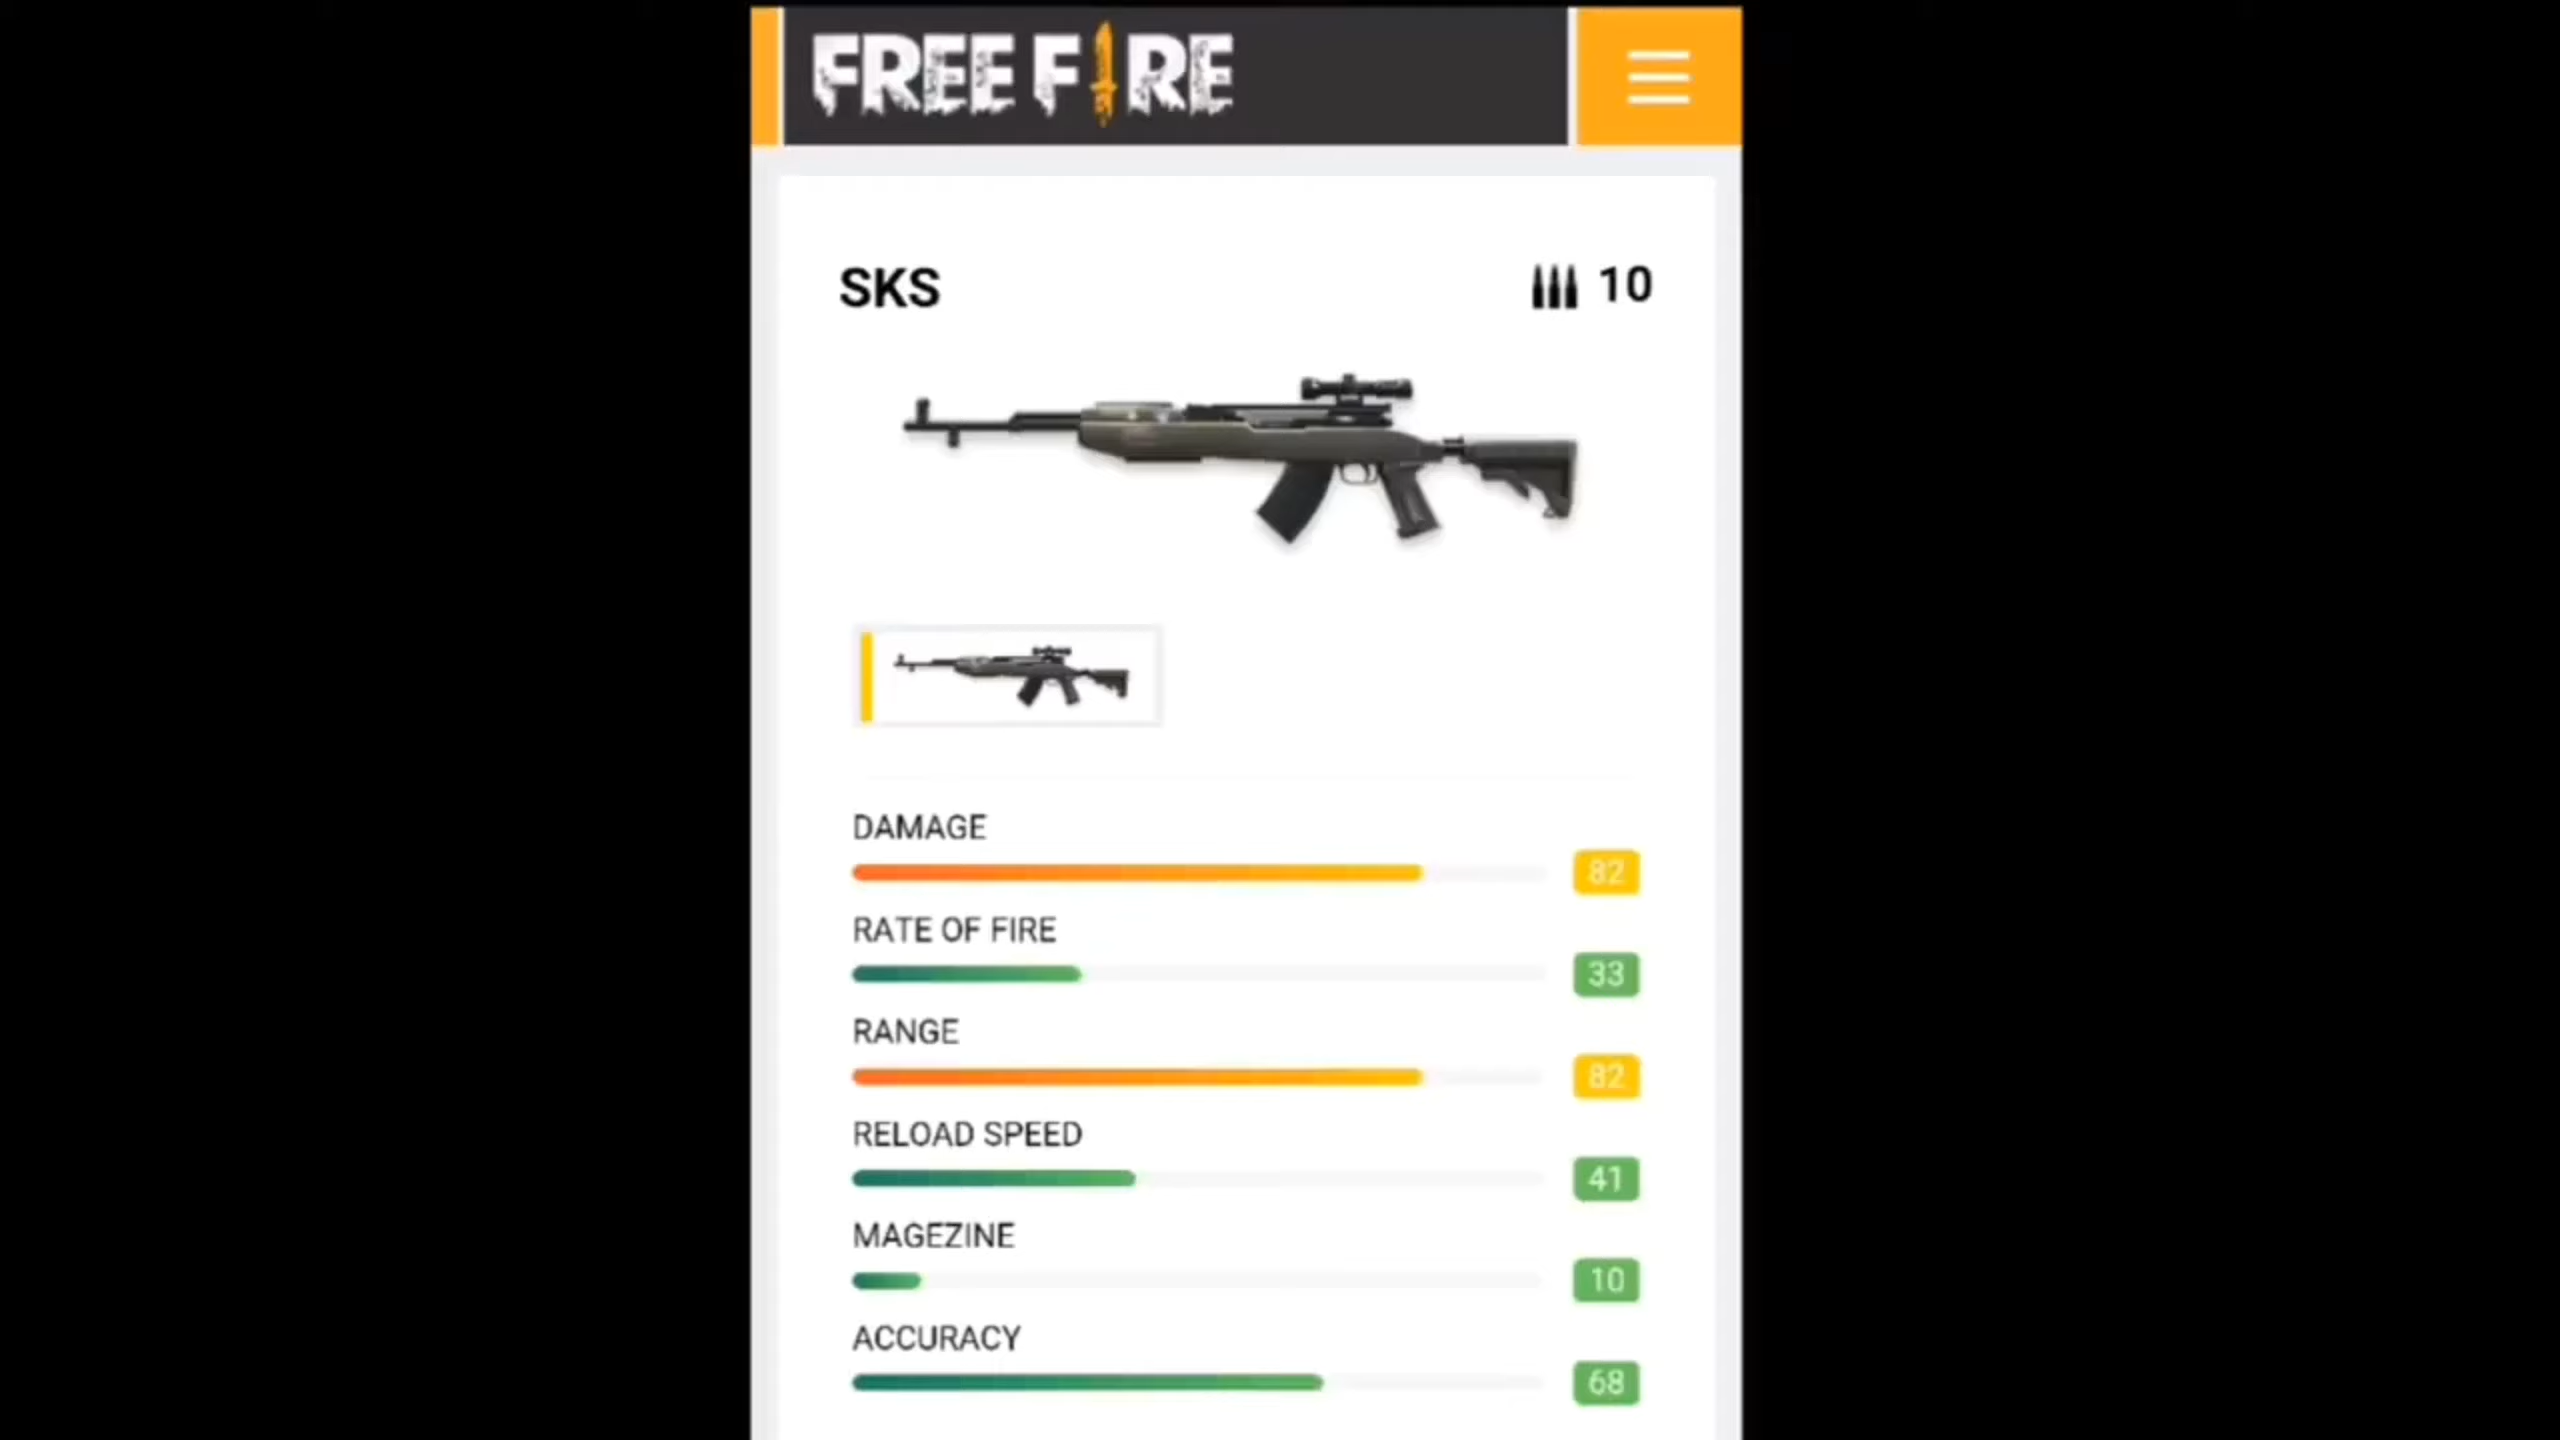 FREE FIRE
SKS 10
DAMAGE
82
RATE OF FIRE
33
RANGE
82
RELOAD SPEED
41
MAGEZINE
10
ACCURACY
68